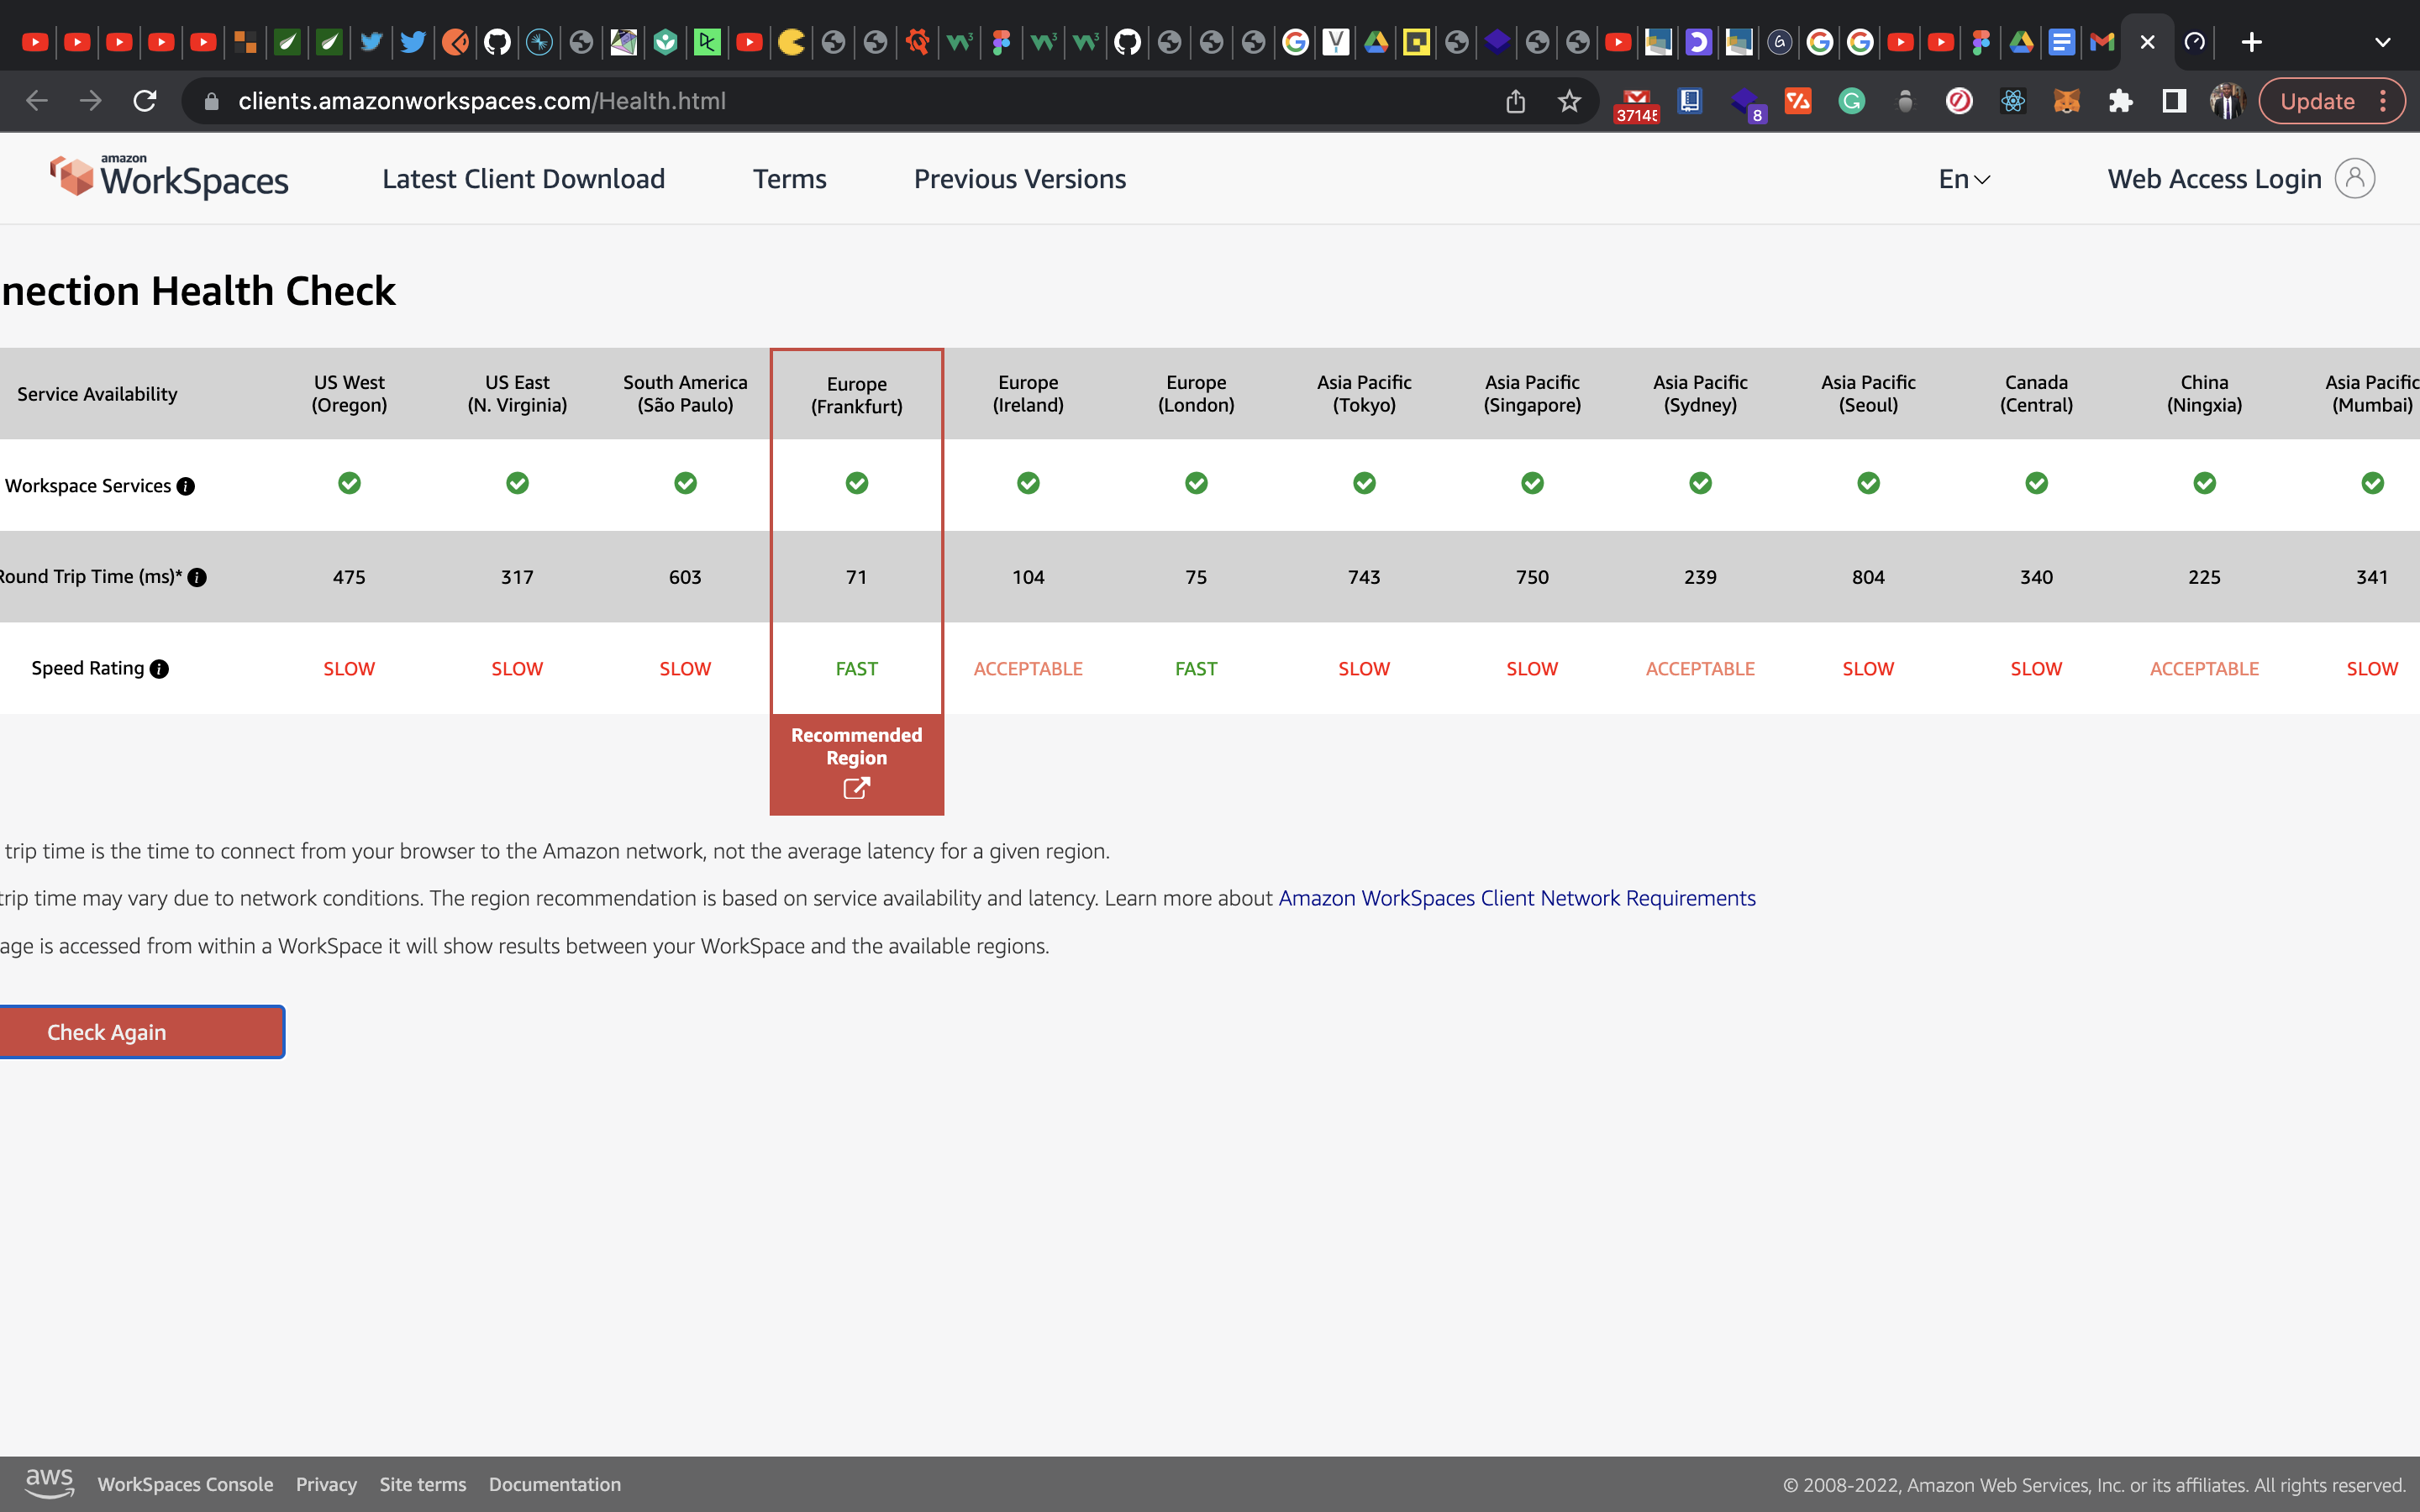 clients.amazonworkspaces.com/Health.html
8
Update
amazon
WorkSpaces
Latest Client Download
Terms
Previous Versions
En
Web Access Login
nection Health Check
Service Availability
US West
(Oregon)
US East
(N. Virginia)
South America
(São Paulo)
Europe
(Frankfurt)
Europe
(Ireland)
Europe
(London)
Asia Pacific
(Tokyo)
Asia Pacific
(Singapore)
Asia Pacific
(Sydney)
Asia Pacific
(Seoul)
Canada
(Central)
China
(Ningxia)
Asia Pacific
(Mumbai)
Workspace Services
Round Trip Time (ms)*
475
317
603
71
104
75
743
750
239
804
340
225
341
Speed Rating
SLOW
SLOW
SLOW
FAST
ACCEPTABLE
FAST
SLOW
SLOW
ACCEPTABLE
SLOW
SLOW
ACCEPTABLE
SLOW
Recommended
Region
trip time is the time to connect from your browser to the Amazon network, not the average latency for a given region.
trip time may vary due to network conditions. The region recommendation is based on service availability and latency. Learn more about Amazon WorkSpaces Client Network Requirements
age is accessed from within a WorkSpace it will show results between your WorkSpace and the available regions.
Check Again
aws
WorkSpaces Console
Privacy
Site terms
Documentation
© 2008-2022, Amazon Web Services, Inc. or its affiliates. All rights reserved.